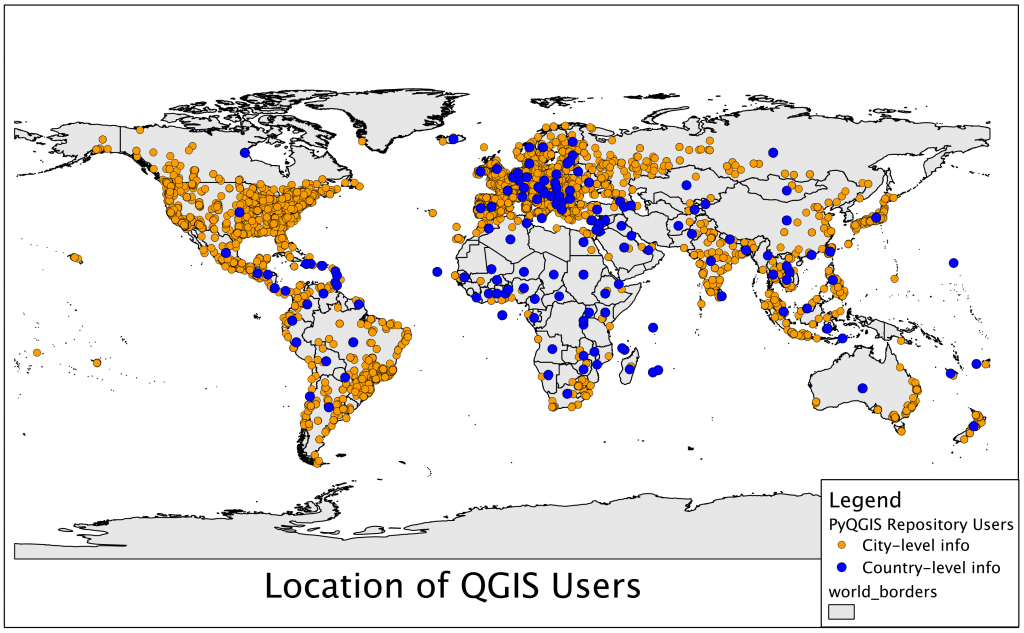 Legend
PyQGIS Repository Users
City-level info
Country-level info
world_borders
Location of QGIS Users